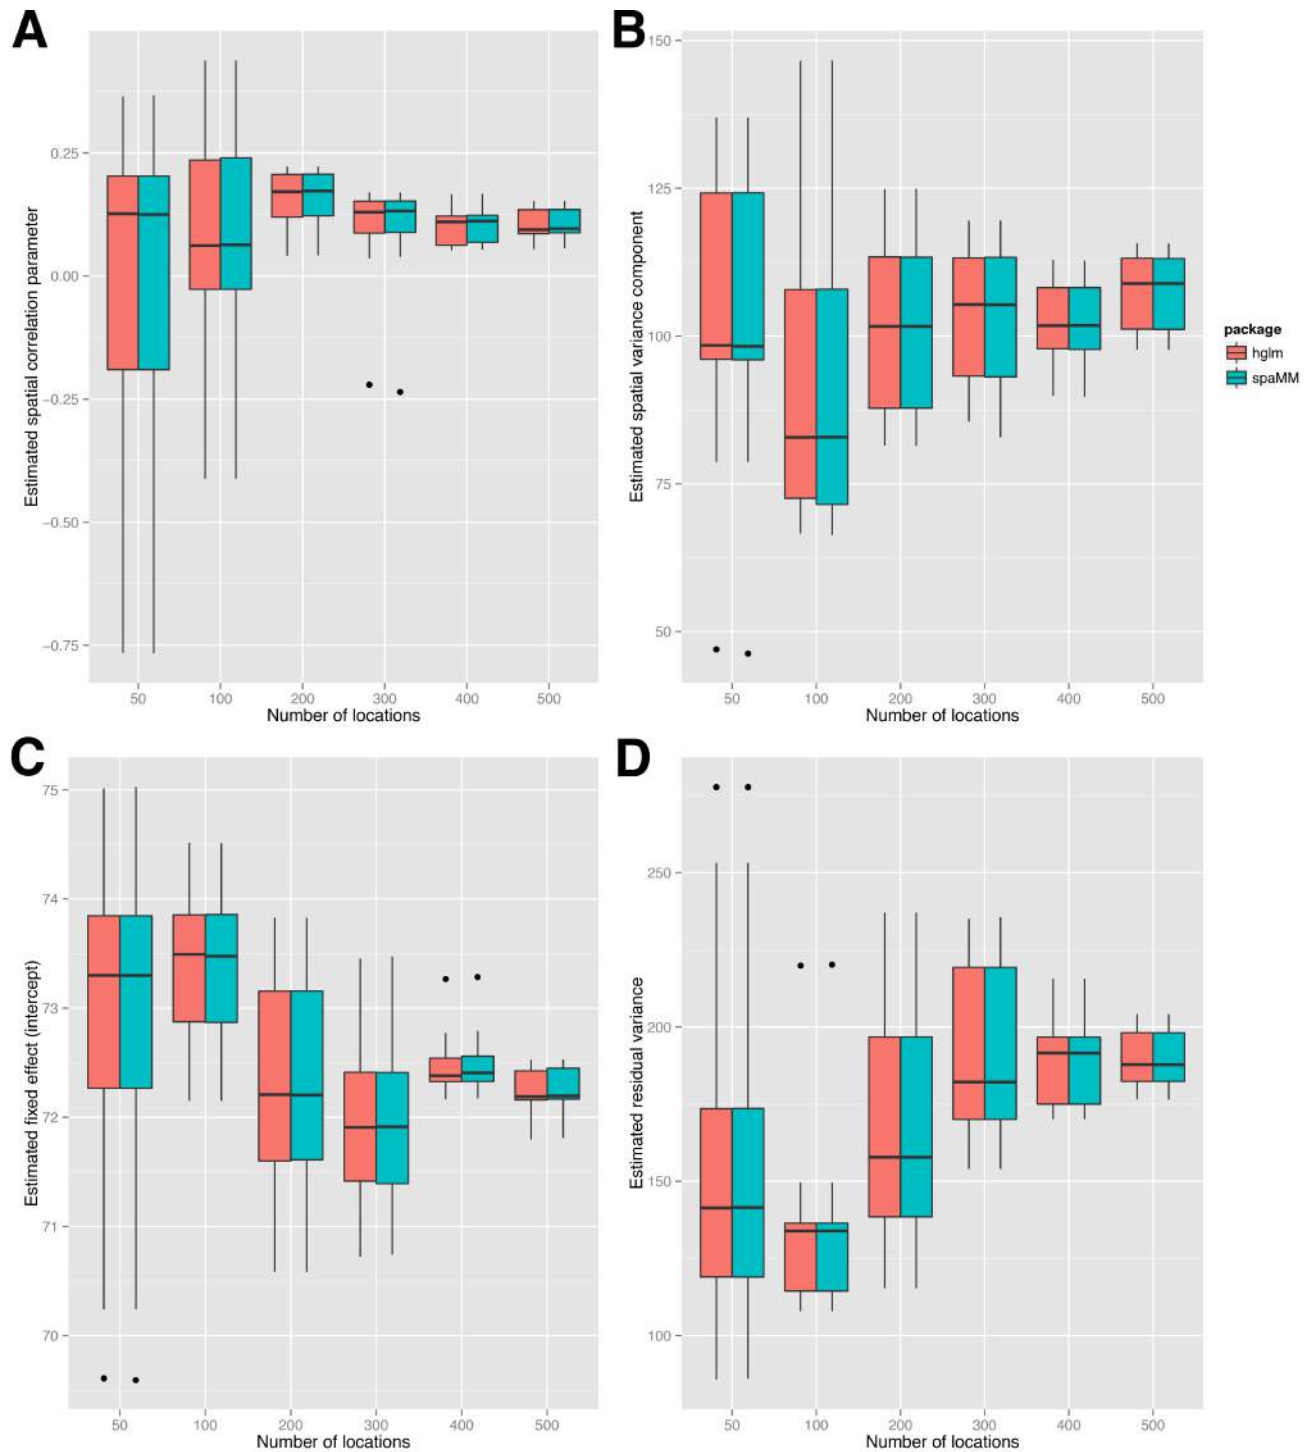 A
Estimated spatial correlation parameter
0.25
0.00
−0.25
−0.50
−0.75
50 100 200 300 400 500
Number of locations
B
Estimated spatial variance component
150
125
100
75
50
50 100 200 300 400 500
Number of locations
package
hglm
spaMM
C
Estimated fixed effect (intercept)
75
74
73
72
71
70
50 100 200 300 400 500
Number of locations
D
Estimated residual variance
250
200
150
100
50 100 200 300 400 500
Number of locations